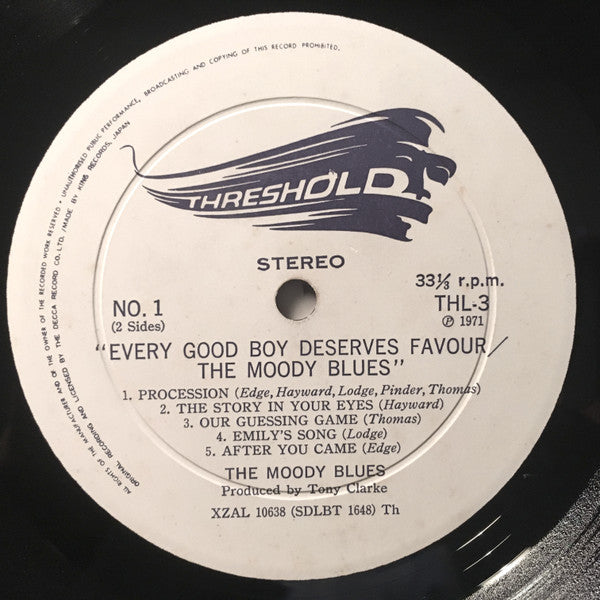 ALL RIGHTS OF THE MANUFACTURER AND OF THE OWNER OF THE RECORDED WORK RESERVED • UNAUTHORISED PUBLIC PERFORMANCE, BROADCASTING AND COPYING OF THIS RECORD PROHIBITED.
ORIGINAL RECORDING AND LICENSED BY THE DECCA RECORD CO. LTD. / MADE BY KING RECORDS, JAPAN
THRESHOLD
STEREO
33⅓ r.p.m.
NO. 1
THL-3
(2 Sides)
℗ 1971
"EVERY GOOD BOY DESERVES FAVOUR/
THE MOODY BLUES"
1. PROCESSION (Edge, Hayward, Lodge, Pinder, Thomas)
2. THE STORY IN YOUR EYES (Hayward)
3. OUR GUESSING GAME (Thomas)
4. EMILY'S SONG (Lodge)
5. AFTER YOU CAME (Edge)
THE MOODY BLUES
Produced by Tony Clarke
XZAL 10638 (SDLBT 1648) Th